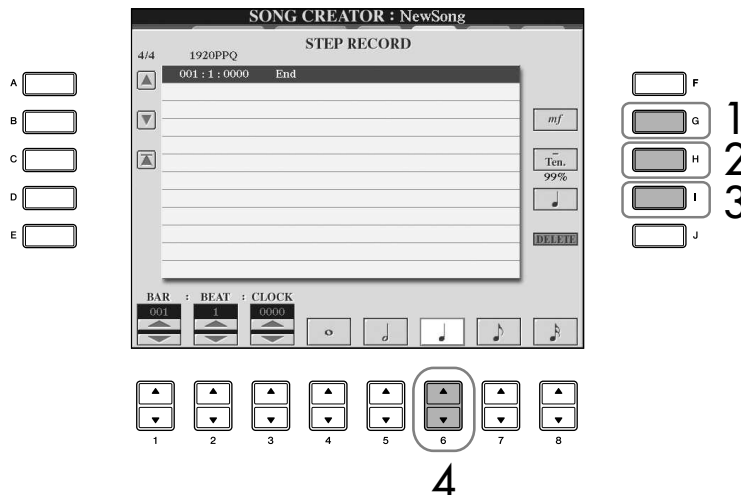 SONG CREATOR : NewSong
STEP RECORD
4/4 1920PPQ
001 : 1 : 0000 End
A
B
C
D
E
F
G 1
H 2
I 3
J
mf
Ten.
99%
DELETE
BAR : BEAT : CLOCK
001 1 0000
1 2 3 4 5 6 7 8
4